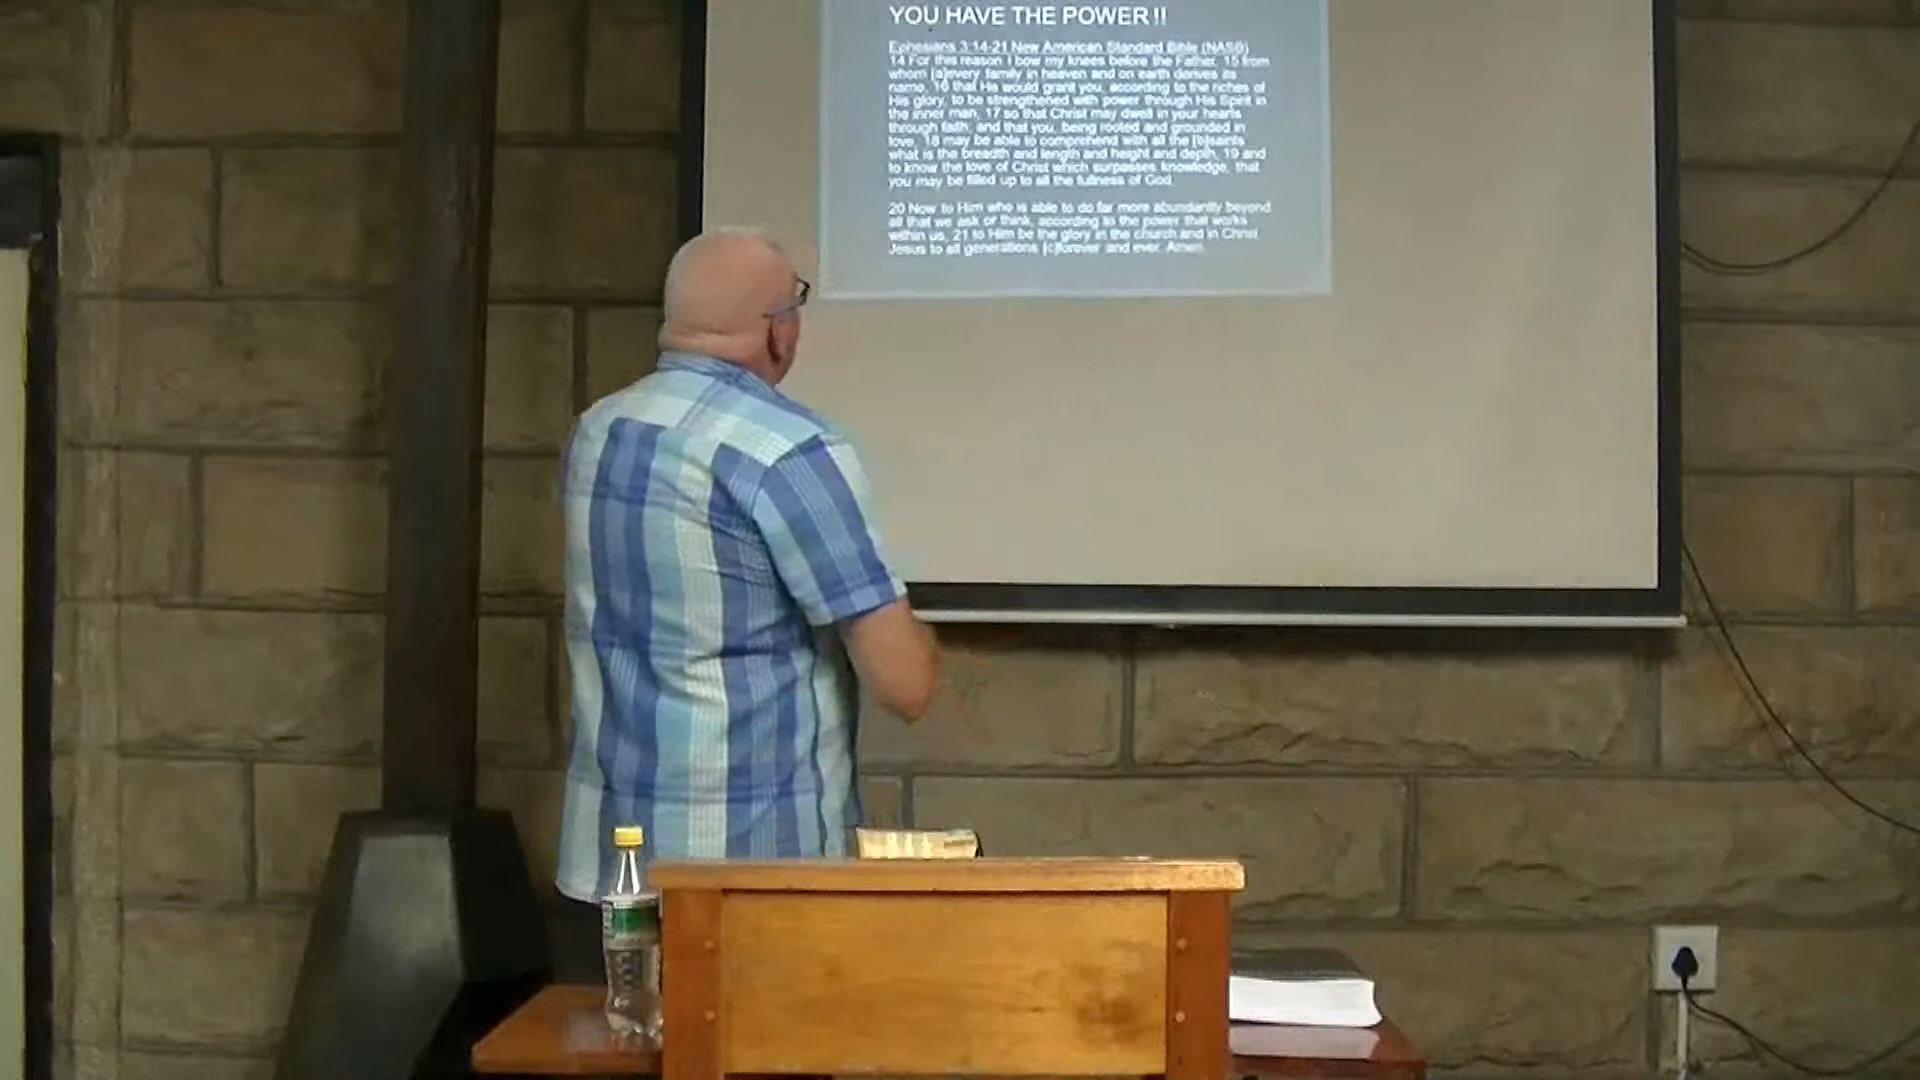 YOU HAVE THE POWER !!
Ephesians 3:14-21 New American Standard Bible (NASB)
14 For this reason I bow my knees before the Father, 15 from
whom [a]every family in heaven and on earth derives its
name, 16 that He would grant you, according to the riches of
His glory, to be strengthened with power through His Spirit in
the inner man, 17 so that Christ may dwell in your hearts
through faith; and that you, being rooted and grounded in
love, 18 may be able to comprehend with all the [b]saints
what is the breadth and length and height and depth, 19 and
to know the love of Christ which surpasses knowledge, that
you may be filled up to all the fullness of God.
20 Now to Him who is able to do far more abundantly beyond
all that we ask or think, according to the power that works
within us, 21 to Him be the glory in the church and in Christ
Jesus to all generations [c]forever and ever. Amen.